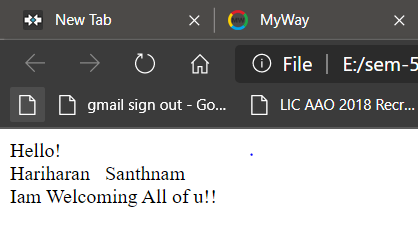 New Tab
MyWay
File E:/sem-5
gmail sign out - Go...
LIC AAO 2018 Recr...
Hello!
Hariharan Santhnam
Iam Welcoming All of u!!